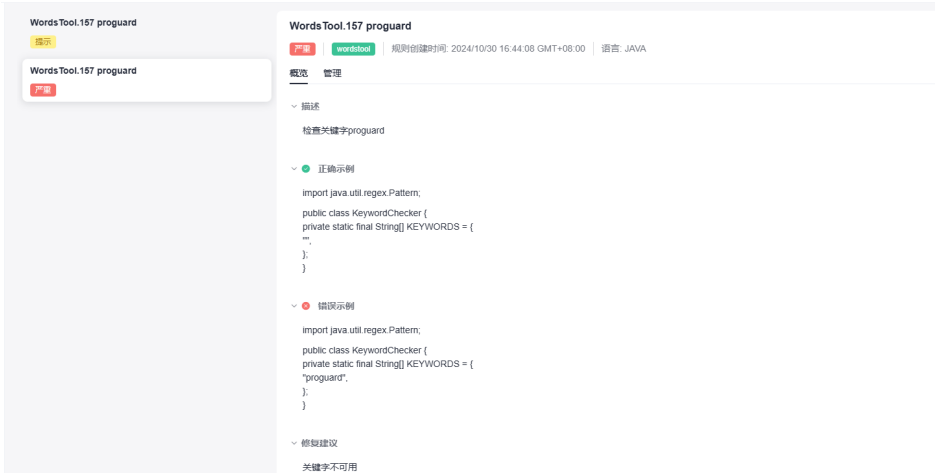 WordsTool.157 proguard
提示
WordsTool.157 proguard
严重
WordsTool.157 proguard
严重 wordstool 规则创建时间: 2024/10/30 16:44:08 GMT+08:00 语言: JAVA
概览 管理
描述
检查关键字proguard
正确示例
import java.util.regex.Pattern;
public class KeywordChecker {
private static final String[] KEYWORDS = {
"",
};
}
错误示例
import java.util.regex.Pattern;
public class KeywordChecker {
private static final String[] KEYWORDS = {
"proguard",
};
}
修复建议
关键字不可用